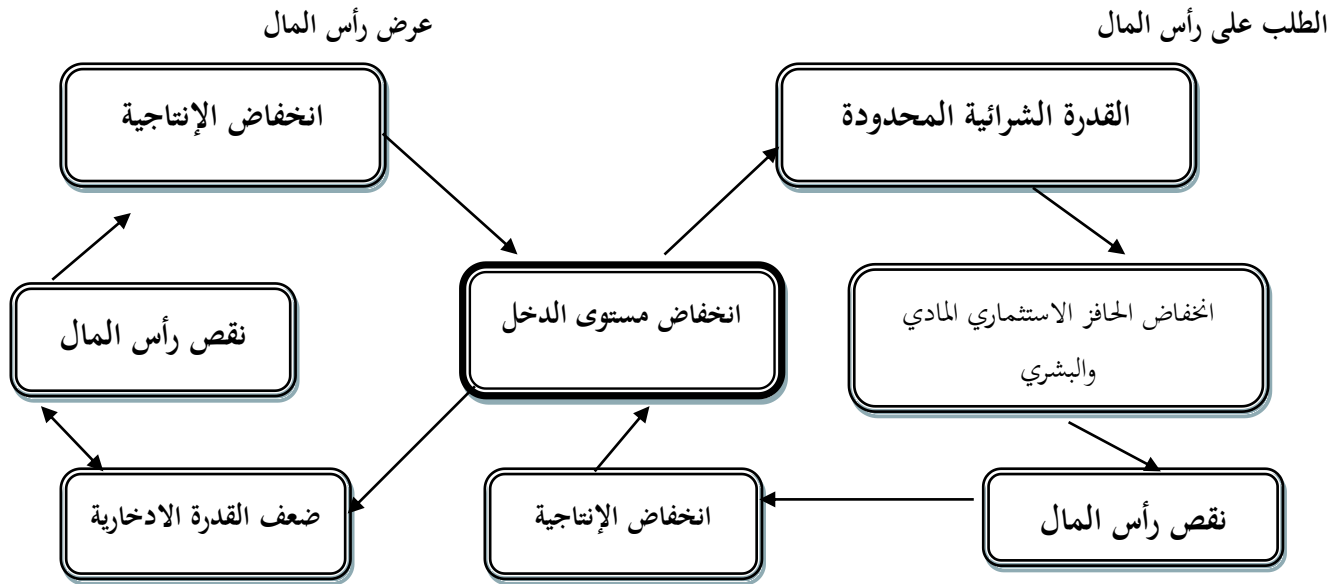 الطلب على رأس المال
عرض رأس المال
القدرة الشرائية المحدودة
انخفاض الإنتاجية
انخفاض الحافز الاستثماري المادي
والبشري
انخفاض مستوى الدخل
نقص رأس المال
نقص رأس المال
انخفاض الإنتاجية
ضعف القدرة الادخارية